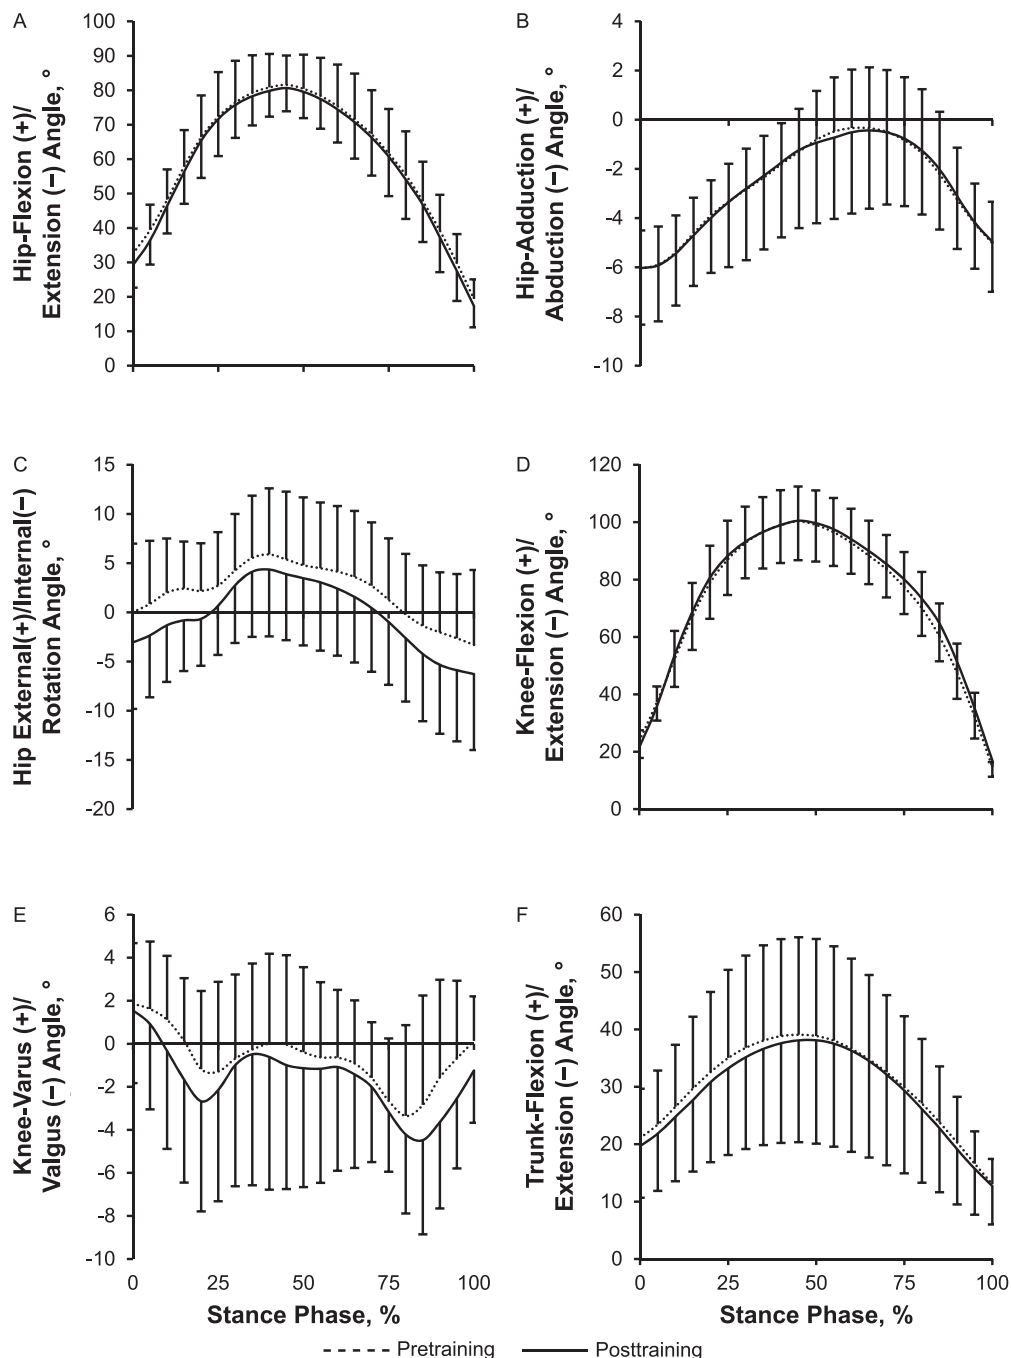 A
Hip-Flexion (+)/
Extension (−) Angle, °
100
90
80
70
60
50
40
30
20
10
0
B
Hip-Adduction (+)/
Abduction (−) Angle, °
4
2
0
-2
-4
-6
-8
-10
C
Hip External(+)/Internal(−)
Rotation Angle, °
15
10
5
0
-5
-10
-15
-20
D
Knee-Flexion (+)/
Extension (−) Angle, °
120
100
80
60
40
20
0
E
Knee-Varus (+)/
Valgus (−) Angle, °
6
4
2
0
-2
-4
-6
-8
-10
0 25 50 75 100
Stance Phase, %
F
Trunk-Flexion (+)/
Extension (−) Angle, °
60
50
40
30
20
10
0
0 25 50 75 100
Stance Phase, %
Pretraining Posttraining